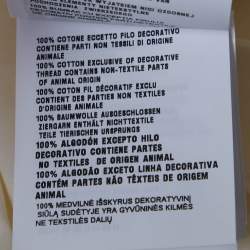 WYJĄTKIEM NICI OZDOBNEJ
100% COTONE ECCETTO FILO DECORATIVO
CONTIENE PARTI NON TESSILI DI ORIGINE
ANIMALE
100% COTTON EXCLUSIVE OF DECORATIVE
THREAD CONTAINS NON-TEXTILE PARTS
OF ANIMAL ORIGIN
100% COTON FIL DÉCORATIF EXCLU
CONTIENT DES PARTIES NON TEXTILES
D'ORIGINE ANIMALE
100% BAUMWOLLE AUSGESCHLOSSEN
ZIERGARN ENTHÄLT NICHTTEXTILE
TEILE TIERISCHEN URSPRUNGS
100% ALGODÓN EXCEPTO HILO
DECORATIVO CONTIENE PARTES
NO TEXTILES DE ORIGEN ANIMAL
100% ALGODÃO EXCETO LINHA DECORATIVA
CONTÉM PARTES NÃO TÊXTEIS DE ORIGEM
ANIMAL
100% MEDVILNĖ IŠSKYRUS DEKORATYVINĮ
SIŪLĄ SUDĖTYJE YRA GYVŪNINĖS KILMĖS
NE TEKSTILĖS DALIŲ